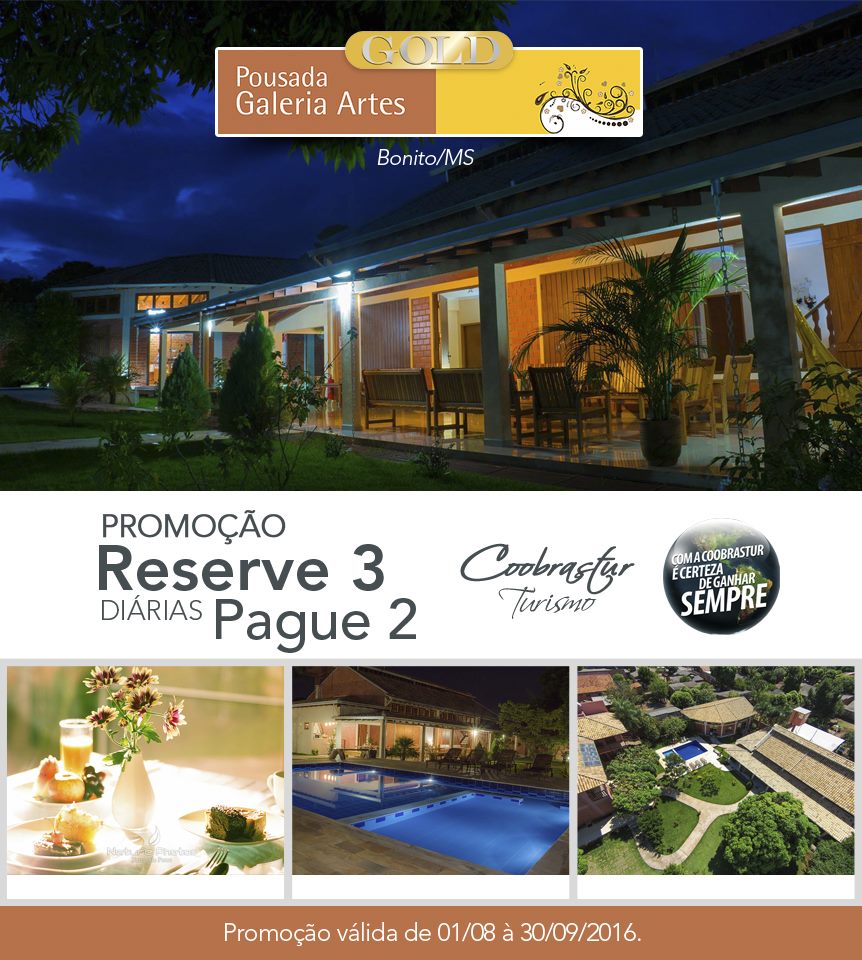 GOLD
Pousada
Galeria Artes
Bonito/MS
PROMOÇÃO
Reserve 3
DIÁRIAS Pague 2
Coobrastur
Turismo
COM A COOBRASTUR
É CERTEZA
DE GANHAR
SEMPRE
Promoção válida de 01/08 à 30/09/2016.